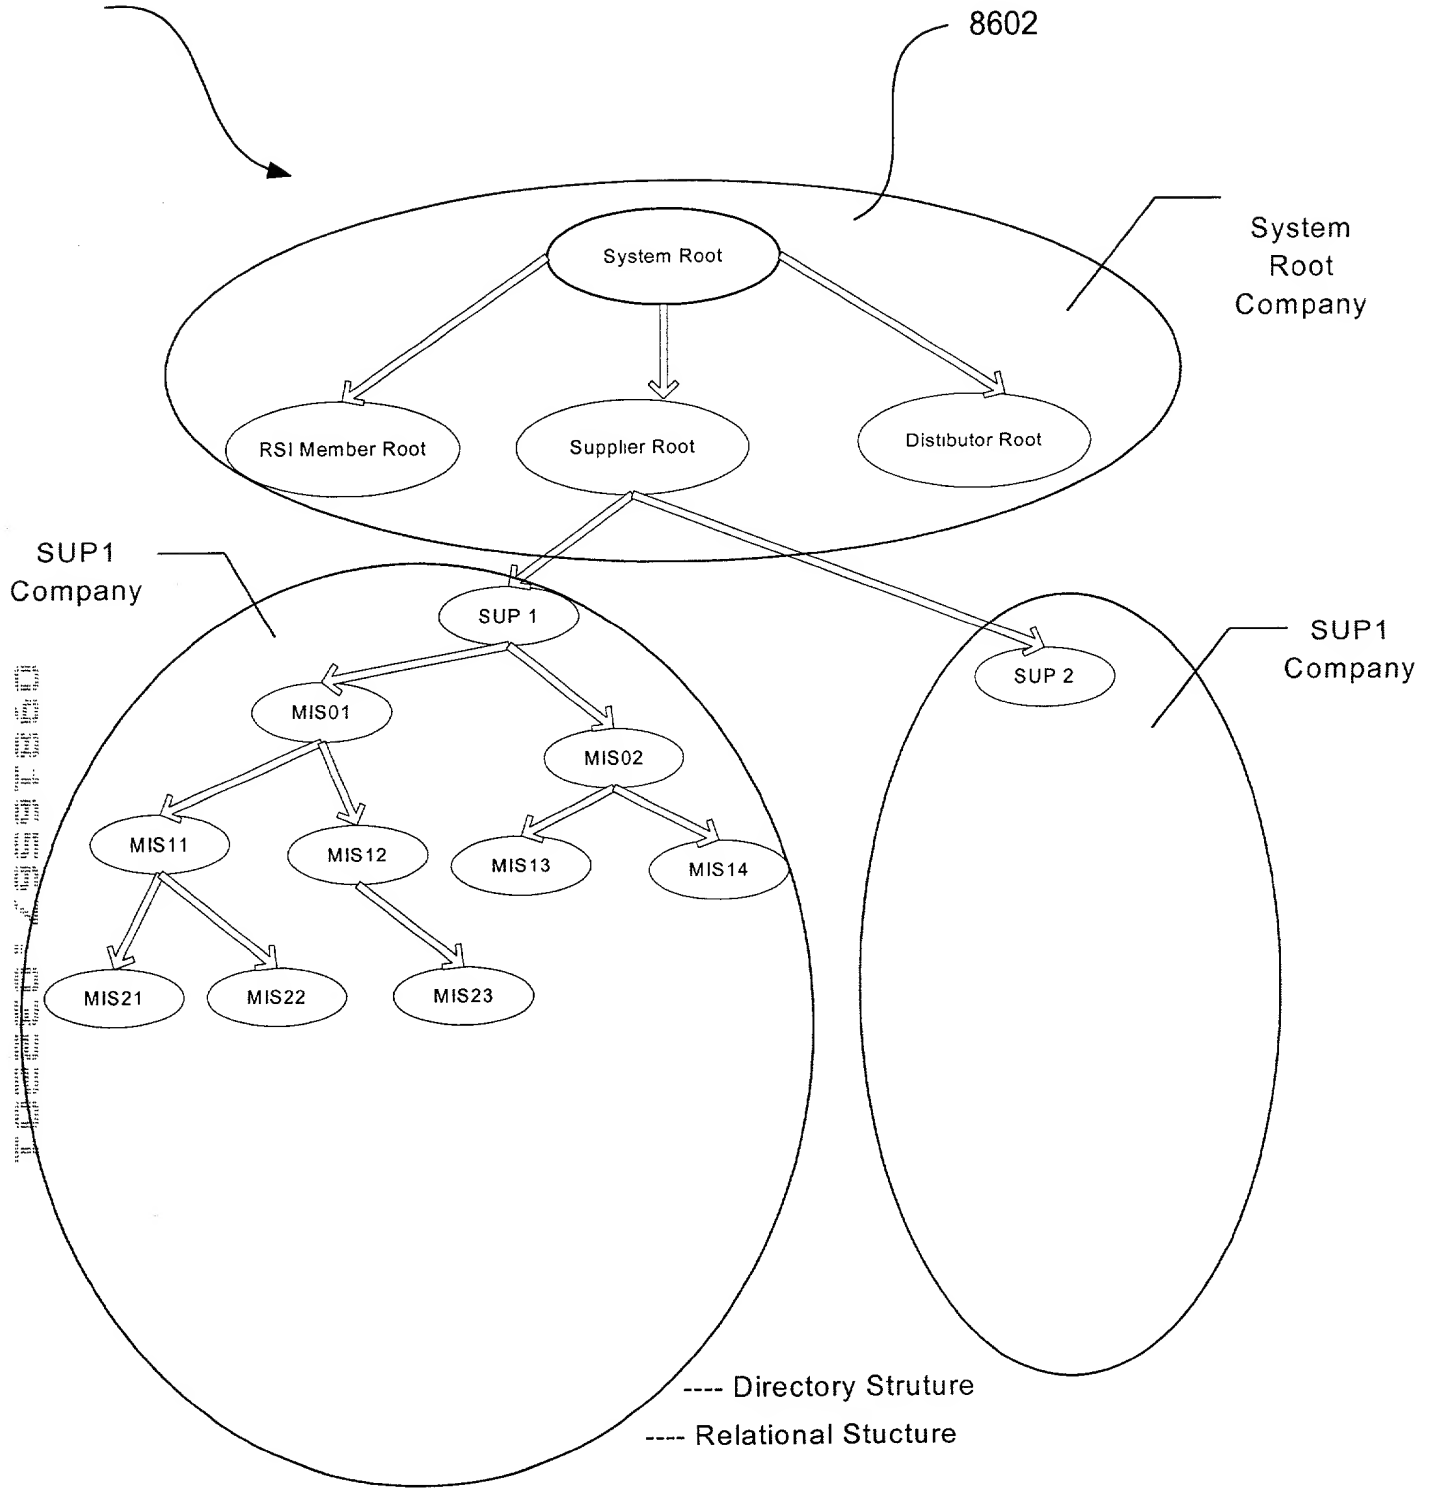 8602
System Root
System
Root
Company
RSI Member Root
Supplier Root
Distibutor Root
SUP1
Company
SUP 1
SUP1
Company
SUP 2
MIS01
MIS02
MIS11
MIS12
MIS13
MIS14
MIS21
MIS22
MIS23
---- Directory Struture
---- Relational Stucture